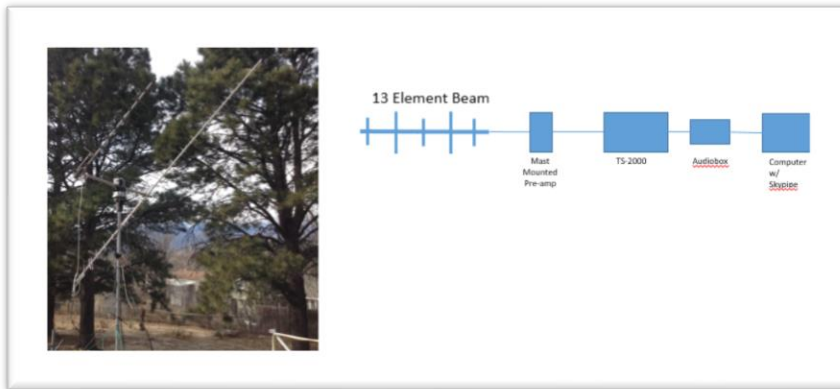 13 Element Beam
Mast
Mounted
Pre-amp
TS-2000
Audiobox
Computer
w/
Skypipe